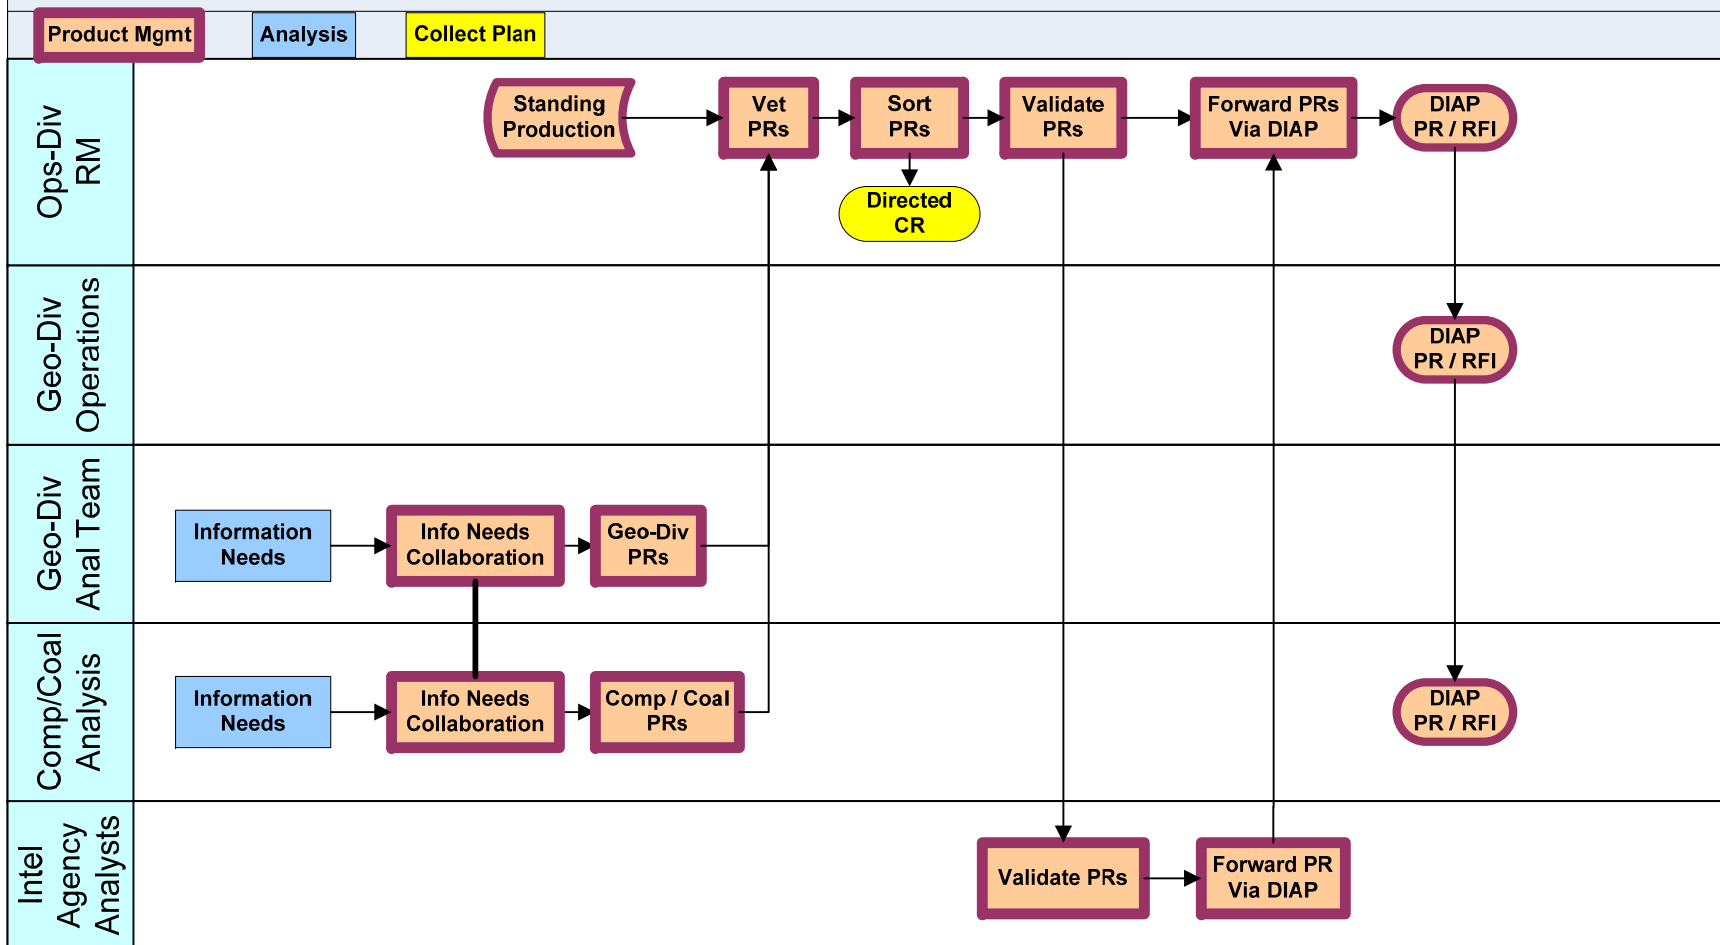 Product Mgmt
Analysis
Collect Plan
Ops-Div
RM
Standing
Production
Vet
PRs
Sort
PRs
Validate
PRs
Forward PRs
Via DIAP
DIAP
PR / RFI
Directed
CR
Geo-Div
Operations
DIAP
PR / RFI
Geo-Div
Anal Team
Information
Needs
Info Needs
Collaboration
Geo-Div
PRs
Comp/Coal
Analysis
Information
Needs
Info Needs
Collaboration
Comp / Coal
PRs
DIAP
PR / RFI
Intel
Agency
Analysts
Validate PRs
Forward PR
Via DIAP